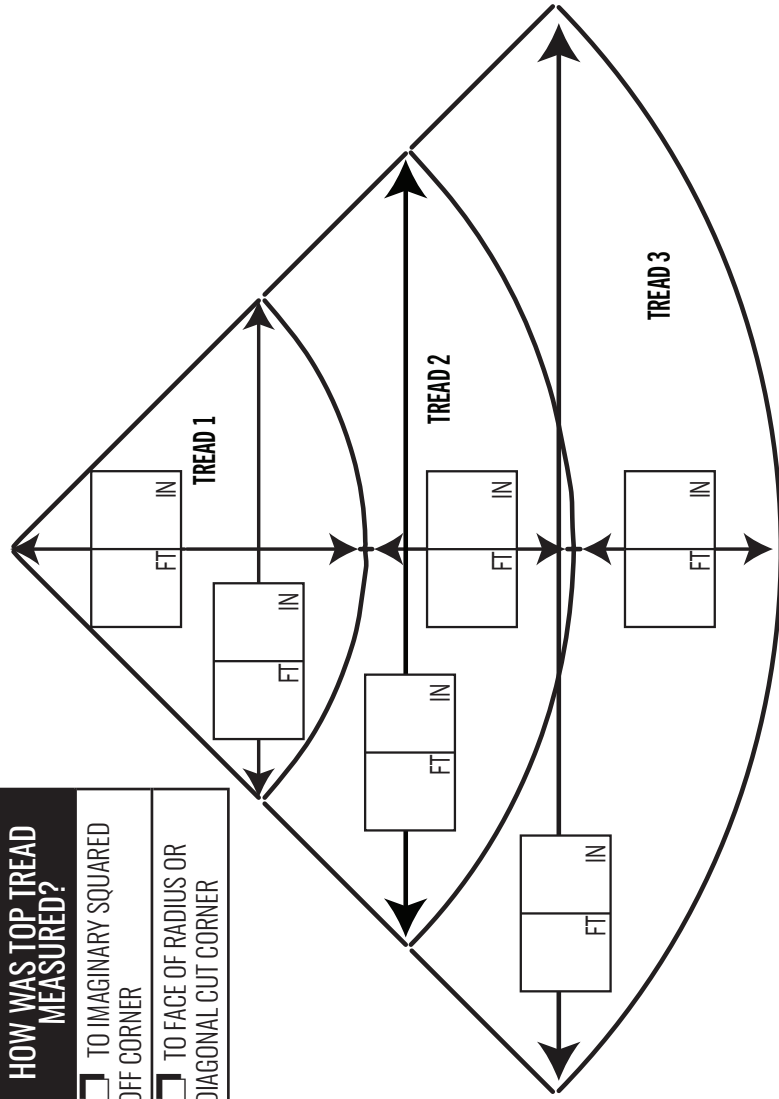 HOW WAS TOP TREAD
MEASURED?
TO IMAGINARY SQUARED
OFF CORNER
TO FACE OF RADIUS OR
DIAGONAL CUT CORNER
TREAD 1
FT IN
FT IN
TREAD 2
FT IN
FT IN
TREAD 3
FT IN
FT IN